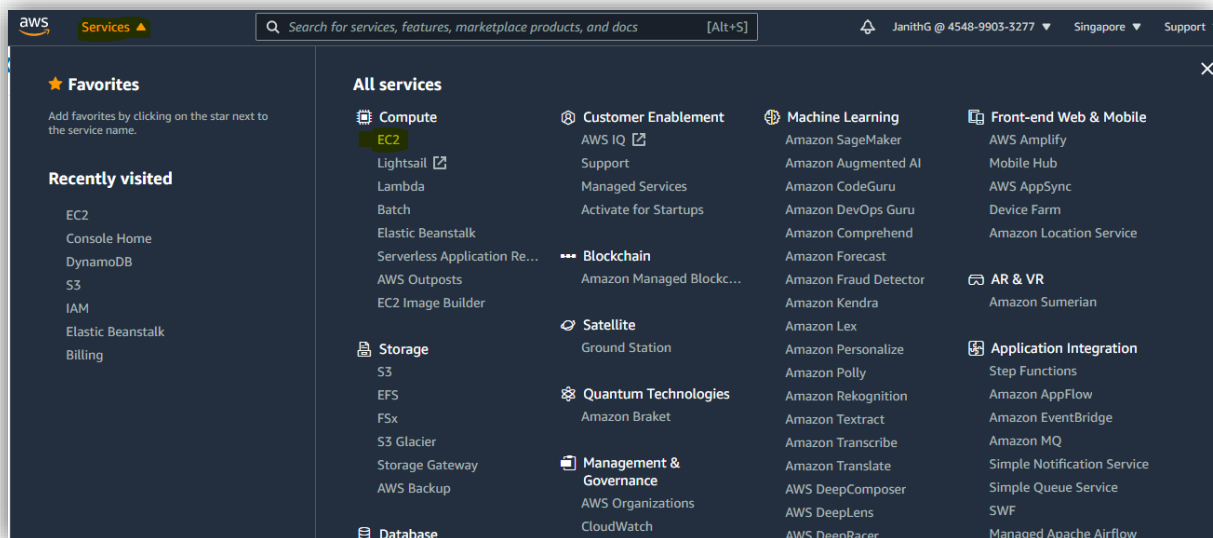 aws
Services ▲
Search for services, features, marketplace products, and docs [Alt+S]
JanithG @ 4548-9903-3277 ▼
Singapore ▼
Support
Favorites
Add favorites by clicking on the star next to
the service name.
Recently visited
EC2
Console Home
DynamoDB
S3
IAM
Elastic Beanstalk
Billing
All services
Compute
EC2
Lightsail
Lambda
Batch
Elastic Beanstalk
Serverless Application Re...
AWS Outposts
EC2 Image Builder
Storage
S3
EFS
FSx
S3 Glacier
Storage Gateway
AWS Backup
Database
Customer Enablement
AWS IQ
Support
Managed Services
Activate for Startups
Blockchain
Amazon Managed Blockc...
Satellite
Ground Station
Quantum Technologies
Amazon Braket
Management &
Governance
AWS Organizations
CloudWatch
Machine Learning
Amazon SageMaker
Amazon Augmented AI
Amazon CodeGuru
Amazon DevOps Guru
Amazon Comprehend
Amazon Forecast
Amazon Fraud Detector
Amazon Kendra
Amazon Lex
Amazon Personalize
Amazon Polly
Amazon Rekognition
Amazon Textract
Amazon Transcribe
Amazon Translate
AWS DeepComposer
AWS DeepLens
AWS DeepRacer
Front-end Web & Mobile
AWS Amplify
Mobile Hub
AWS AppSync
Device Farm
Amazon Location Service
AR & VR
Amazon Sumerian
Application Integration
Step Functions
Amazon AppFlow
Amazon EventBridge
Amazon MQ
Simple Notification Service
Simple Queue Service
SWF
Managed Apache Airflow